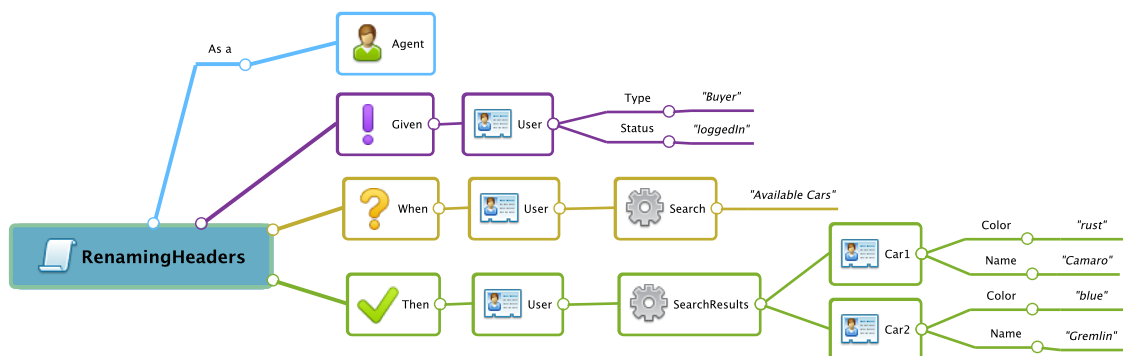 As a
Agent
Given
User
Type
"Buyer"
Status
"loggedIn"
When
User
Search
"Available Cars"
RenamingHeaders
Then
User
SearchResults
Car1
Color
"rust"
Name
"Camaro"
Car2
Color
"blue"
Name
"Gremlin"